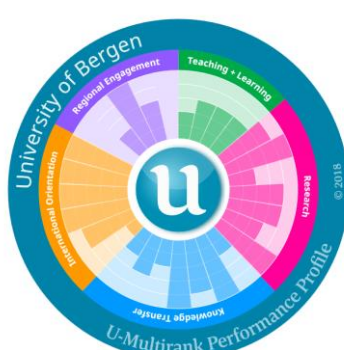 University of Bergen
Teaching + Learning
Research
Knowledge Transfer
International Orientation
Regional Engagement
u
U-Multirank Performance Profile
© 2018